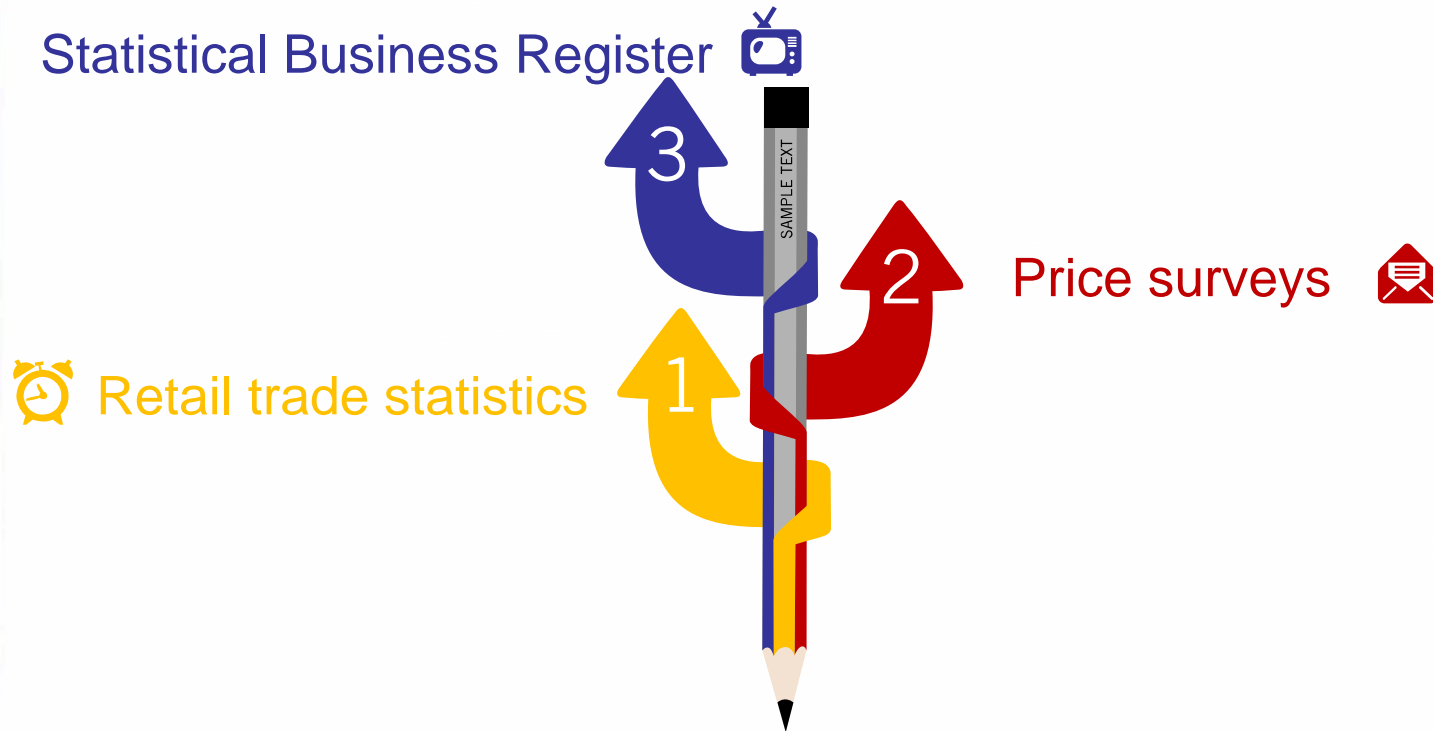 Statistical Business Register
3
SAMPLE TEXT
2
Price surveys
1
Retail trade statistics